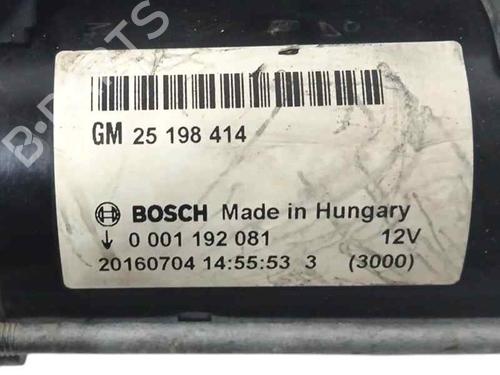 GM 25 198 414
BOSCH Made in Hungary
↓ 0 001 192 081 12V
20160704 14:55:53 3 (3000)
B-PARTS